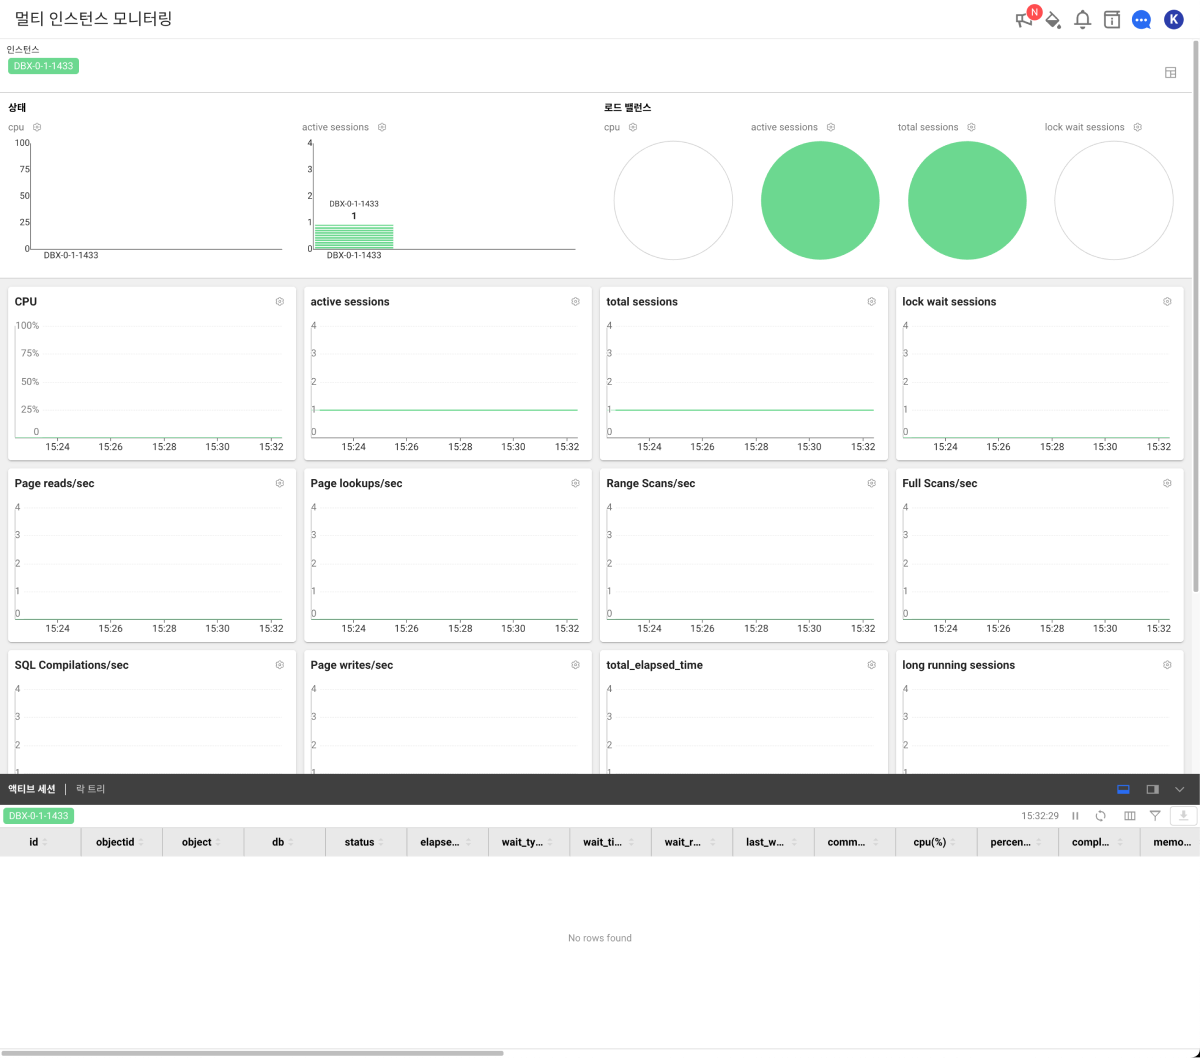 멀티 인스턴스 모니터링
N
K
인스턴스
DBX-0-1-1433
상태
로드 밸런스
cpu
active sessions
cpu
active sessions
total sessions
lock wait sessions
100
75
50
25
0
DBX-0-1-1433
4
3
2
1
0
DBX-0-1-1433
1
DBX-0-1-1433
CPU
100%
75%
50%
25%
0
15:24 15:26 15:28 15:30 15:32
active sessions
4
3
2
1
0
15:24 15:26 15:28 15:30 15:32
total sessions
4
3
2
1
0
15:24 15:26 15:28 15:30 15:32
lock wait sessions
4
3
2
1
0
15:24 15:26 15:28 15:30 15:32
Page reads/sec
4
3
2
1
0
15:24 15:26 15:28 15:30 15:32
Page lookups/sec
4
3
2
1
0
15:24 15:26 15:28 15:30 15:32
Range Scans/sec
4
3
2
1
0
15:24 15:26 15:28 15:30 15:32
Full Scans/sec
4
3
2
1
0
15:24 15:26 15:28 15:30 15:32
SQL Compilations/sec
4
3
2
1
Page writes/sec
4
3
2
1
total_elapsed_time
4
3
2
1
long running sessions
4
3
2
1
액티브 세션 | 락 트리
DBX-0-1-1433
15:32:29
id objectid object db status elapse... wait_ty... wait_ti... wait_r... last_w... comm... cpu(%) percen... compl... memo...
No rows found